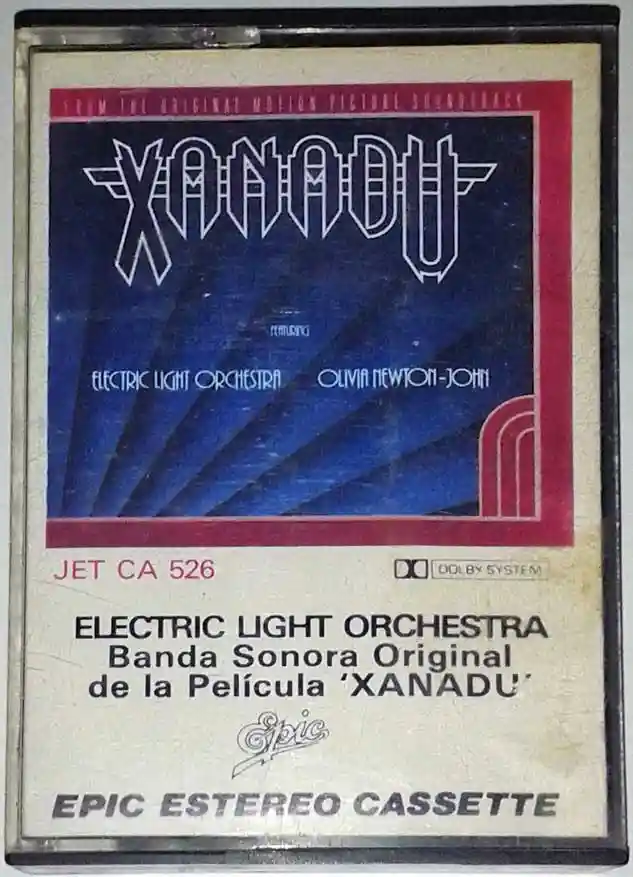 FROM THE ORIGINAL MOTION PICTURE SOUNDTRACK
XANADU
FEATURING
ELECTRIC LIGHT ORCHESTRA OLIVIA NEWTON-JOHN
JET CA 526 DOLBY SYSTEM
ELECTRIC LIGHT ORCHESTRA
Banda Sonora Original
de la Película 'XANADU'
Epic
EPIC ESTEREO CASSETTE